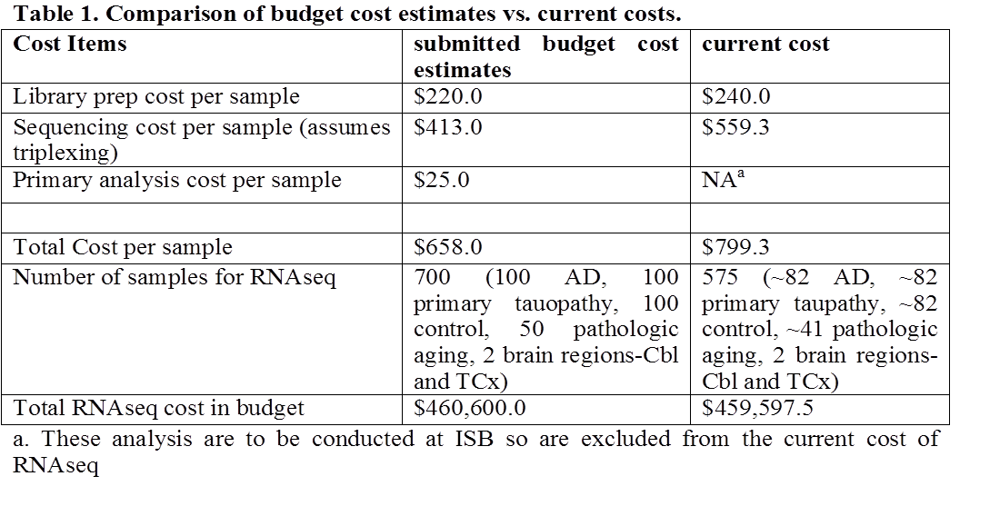 Table 1. Comparison of budget cost estimates vs. current costs.
Cost Items
submitted budget cost
estimates
current cost
Library prep cost per sample
$220.0
$240.0
Sequencing cost per sample (assumes
triplexing)
$413.0
$559.3
Primary analysis cost per sample
$25.0
NAᵃ
Total Cost per sample
$658.0
$799.3
Number of samples for RNAseq
700 (100 AD, 100
primary tauopathy, 100
control, 50 pathologic
aging, 2 brain regions-Cbl
and TCx)
575 (~82 AD, ~82
primary taupathy, ~82
control, ~41 pathologic
aging, 2 brain regions-
Cbl and TCx)
Total RNAseq cost in budget
$460,600.0
$459,597.5
a. These analysis are to be conducted at ISB so are excluded from the current cost of
RNAseq